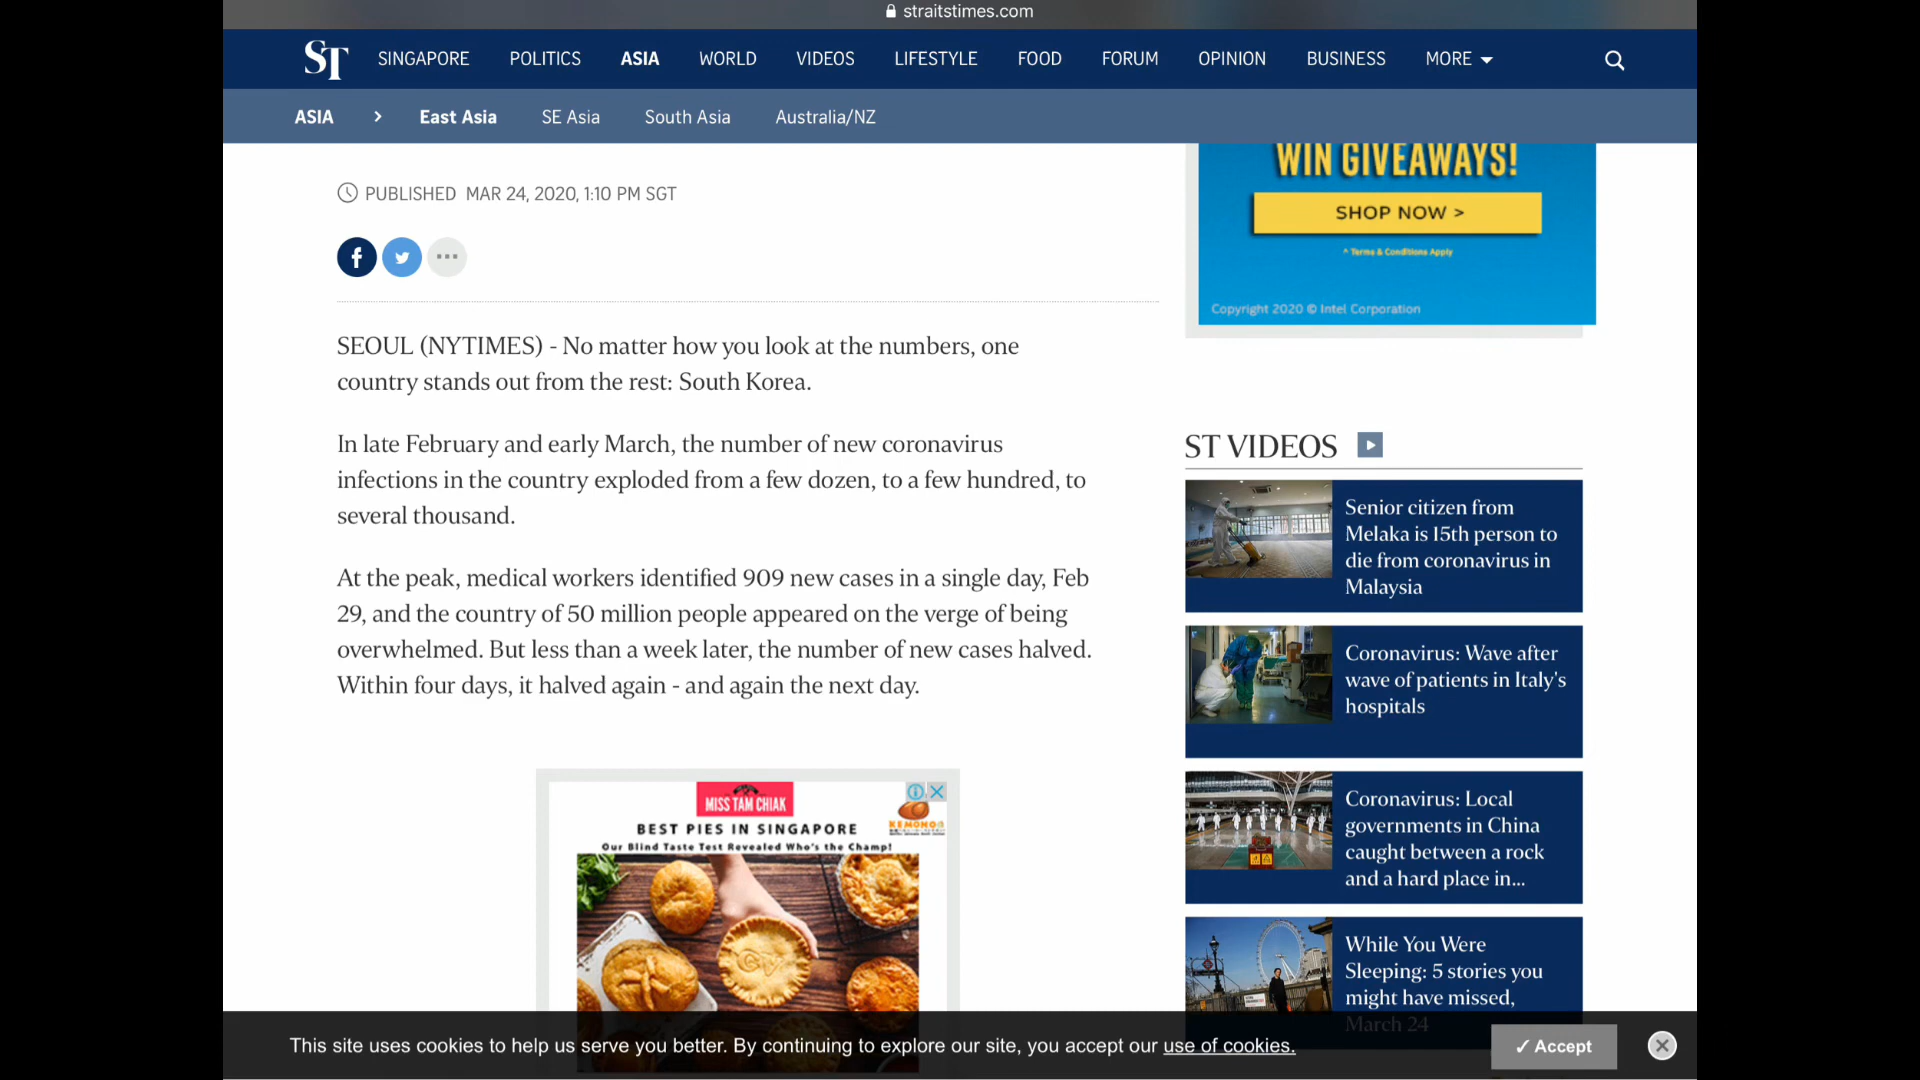 straitstimes.com
ST SINGAPORE POLITICS ASIA WORLD VIDEOS LIFESTYLE FOOD FORUM OPINION BUSINESS MORE
ASIA > East Asia SE Asia South Asia Australia/NZ
PUBLISHED MAR 24, 2020, 1:10 PM SGT
SEOUL (NYTIMES) - No matter how you look at the numbers, one
country stands out from the rest: South Korea.
In late February and early March, the number of new coronavirus
infections in the country exploded from a few dozen, to a few hundred, to
several thousand.
At the peak, medical workers identified 909 new cases in a single day, Feb
29, and the country of 50 million people appeared on the verge of being
overwhelmed. But less than a week later, the number of new cases halved.
Within four days, it halved again - and again the next day.
MISS TAM CHIAK
KEMONO
BEST PIES IN SINGAPORE
Our Blind Taste Test Revealed Who's the Champ!
GV
WIN GIVEAWAYS!
SHOP NOW >
^ Terms & Conditions Apply
Copyright 2020 © Intel Corporation
ST VIDEOS
Senior citizen from
Melaka is 15th person to
die from coronavirus in
Malaysia
Coronavirus: Wave after
wave of patients in Italy's
hospitals
Coronavirus: Local
governments in China
caught between a rock
and a hard place in...
While You Were
Sleeping: 5 stories you
might have missed,
March 24
This site uses cookies to help us serve you better. By continuing to explore our site, you accept our use of cookies.
✓ Accept